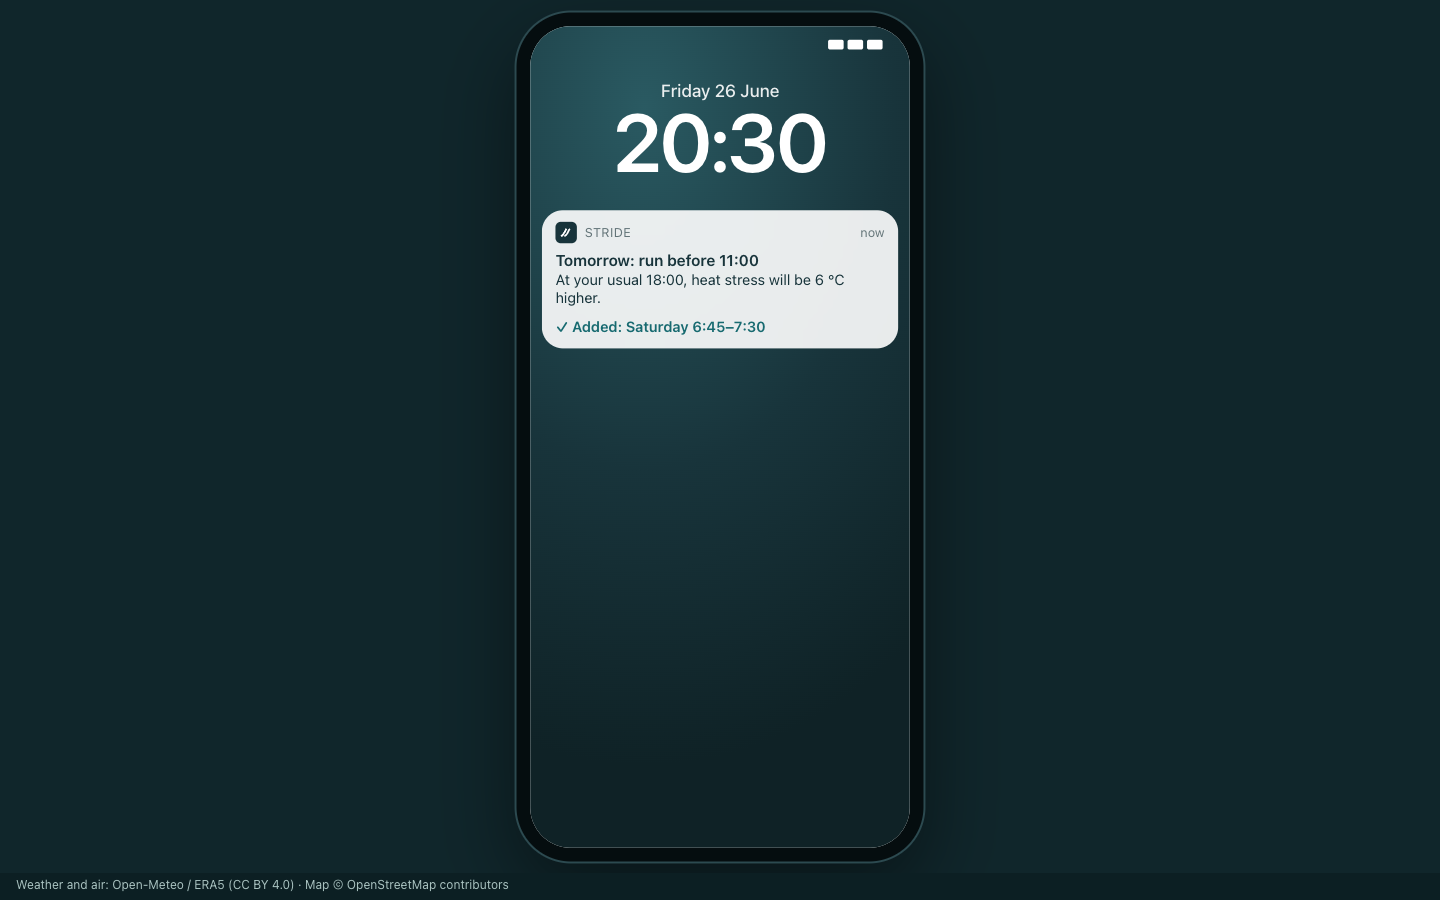 Friday 26 June
20:30
STRIDE now
Tomorrow: run before 11:00
At your usual 18:00, heat stress will be 6 °C
higher.
✓ Added: Saturday 6:45–7:30
Weather and air: Open-Meteo / ERA5 (CC BY 4.0) · Map © OpenStreetMap contributors